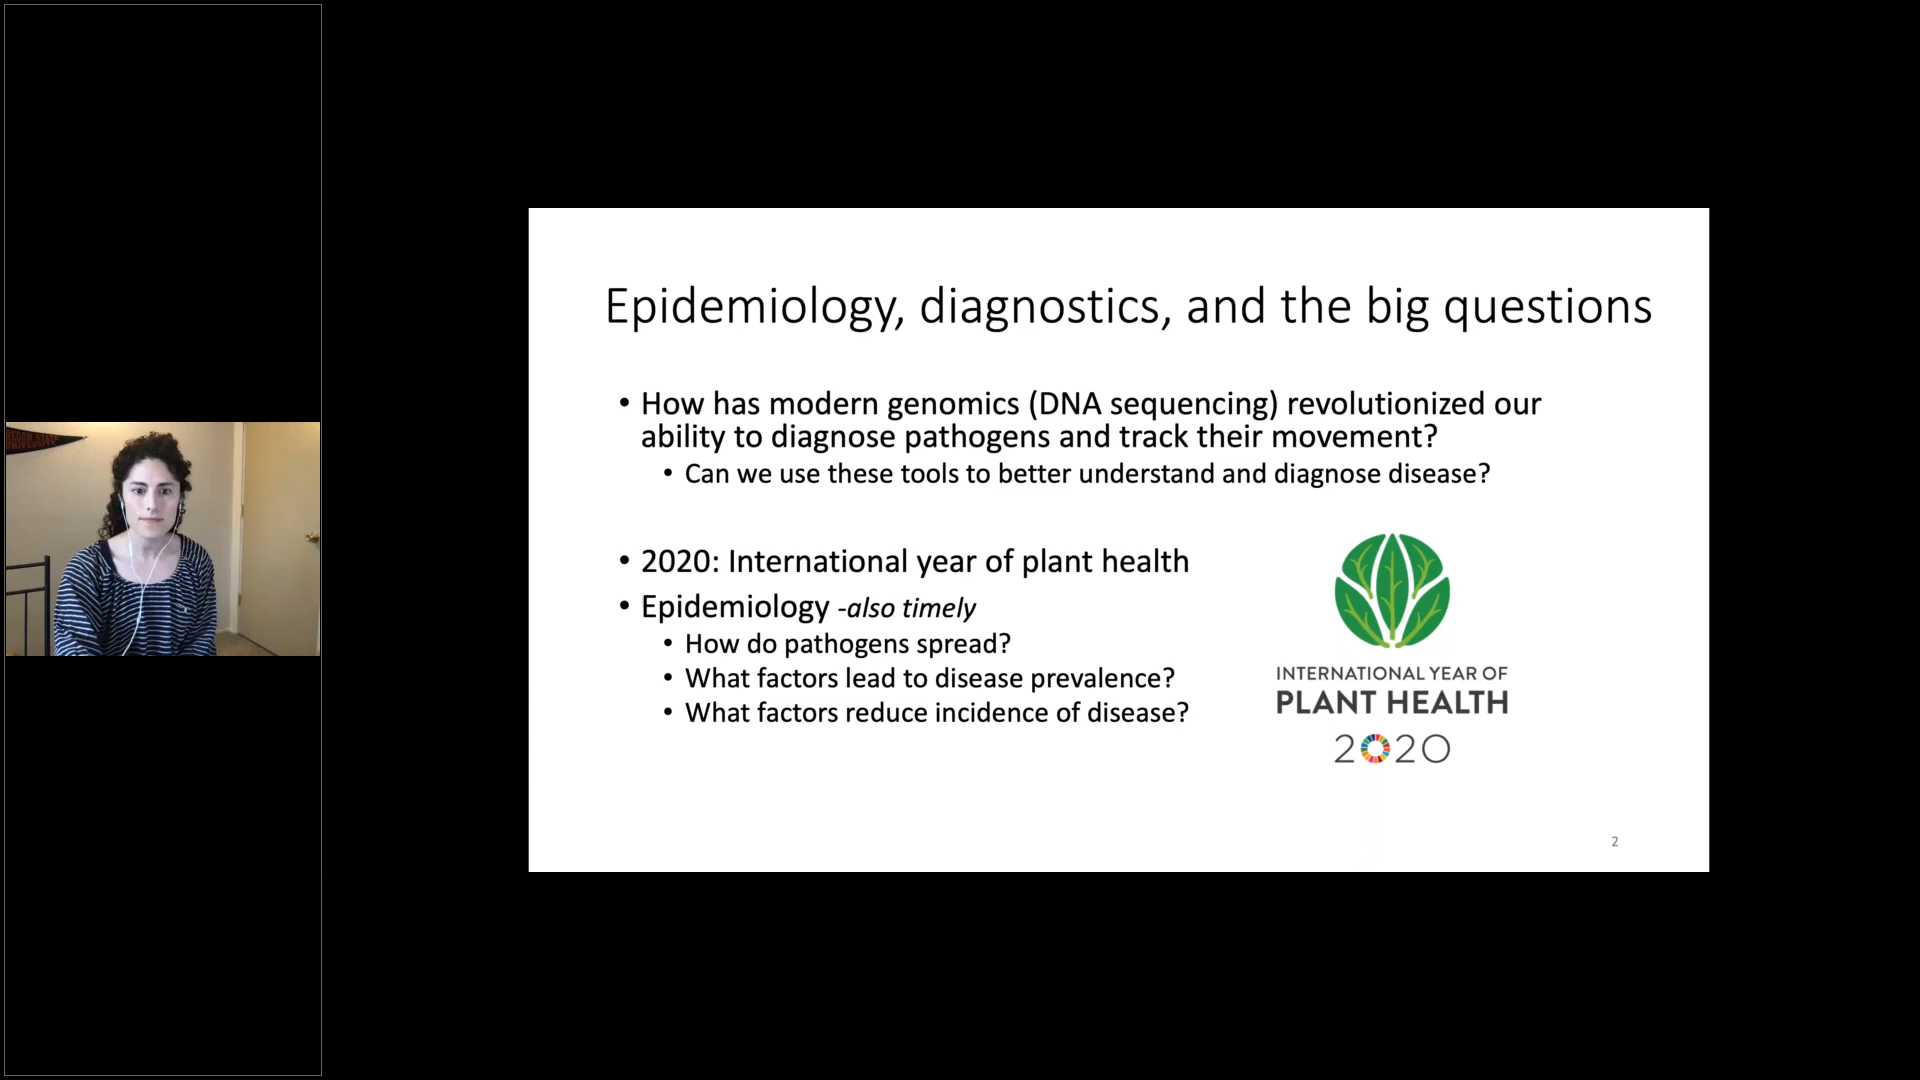 EGON STATE
UNIVERSITY
Epidemiology, diagnostics, and the big questions
• How has modern genomics (DNA sequencing) revolutionized our
ability to diagnose pathogens and track their movement?
• Can we use these tools to better understand and diagnose disease?
• 2020: International year of plant health
• Epidemiology -also timely
• How do pathogens spread?
• What factors lead to disease prevalence?
• What factors reduce incidence of disease?
INTERNATIONAL YEAR OF
PLANT HEALTH
2020
2